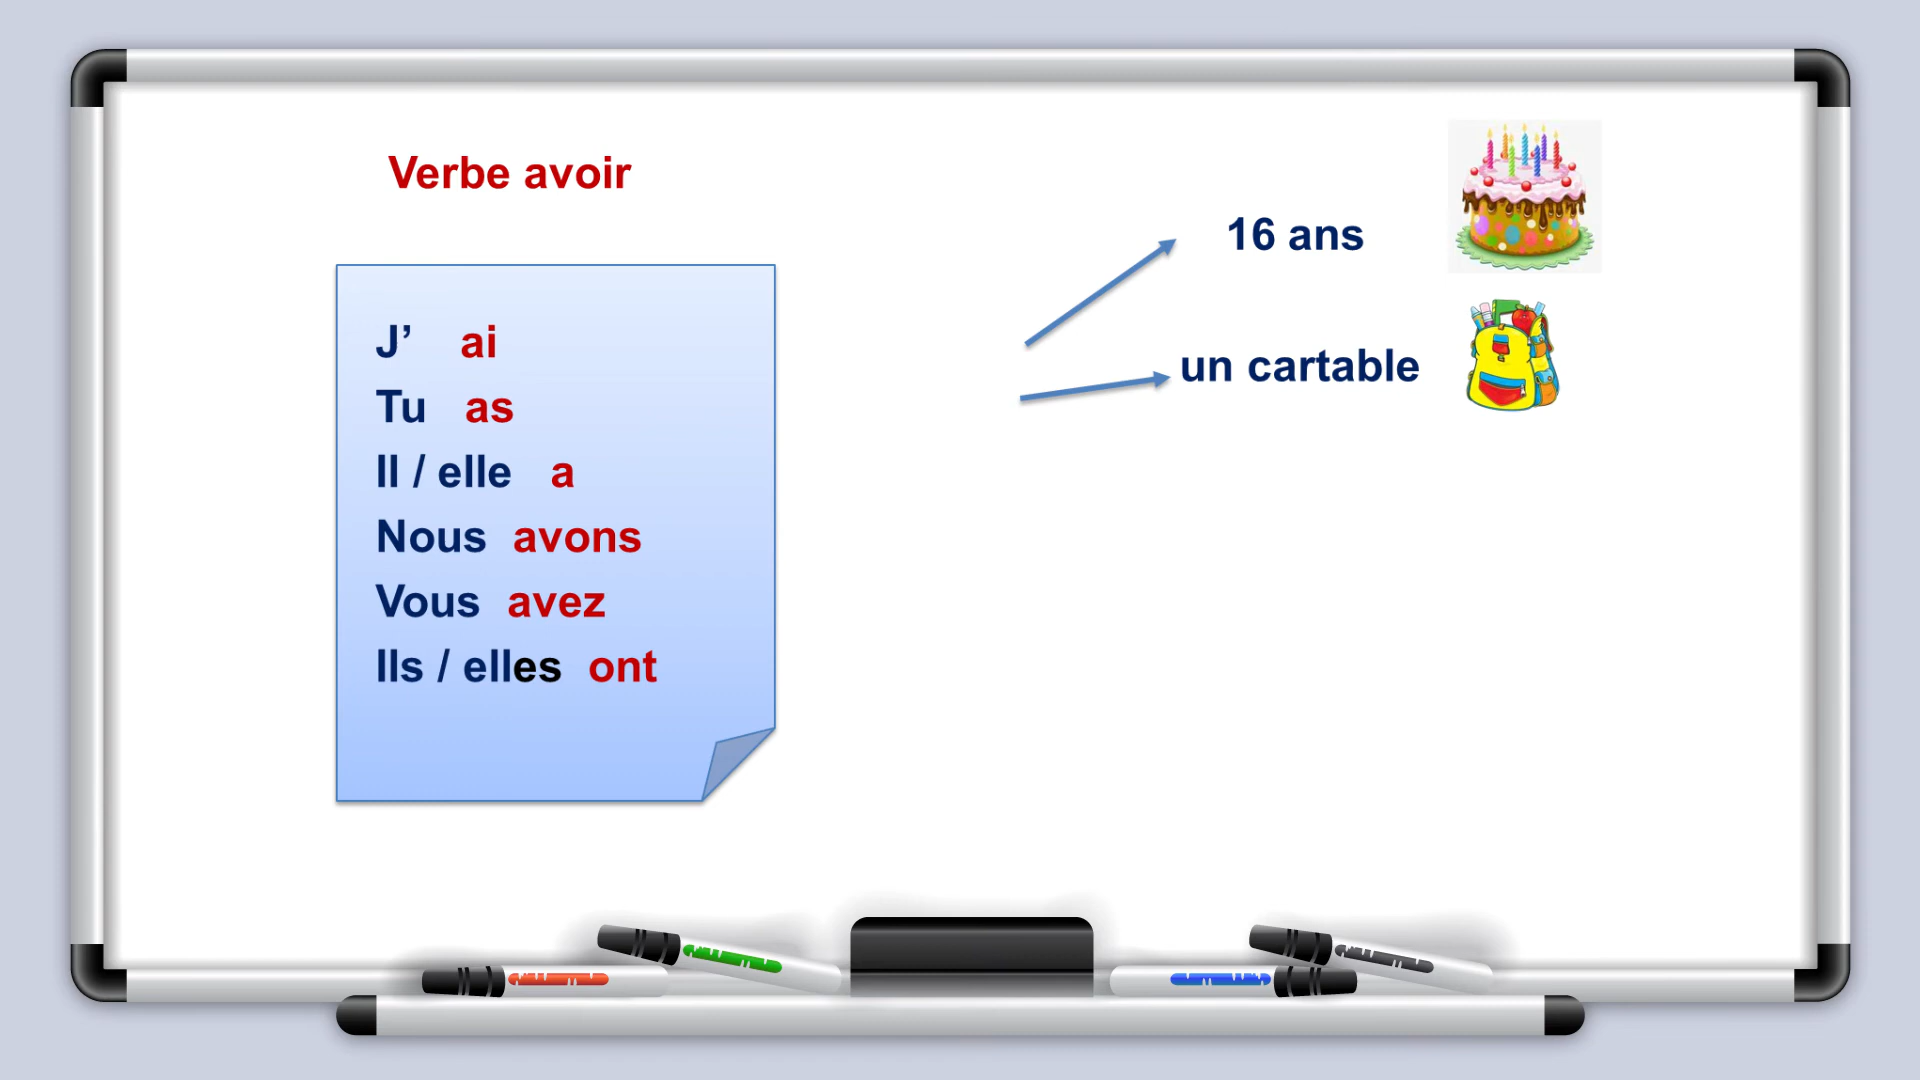 Verbe avoir
J’ ai
Tu as
Il / elle a
Nous avons
Vous avez
Ils / elles ont
16 ans
un cartable